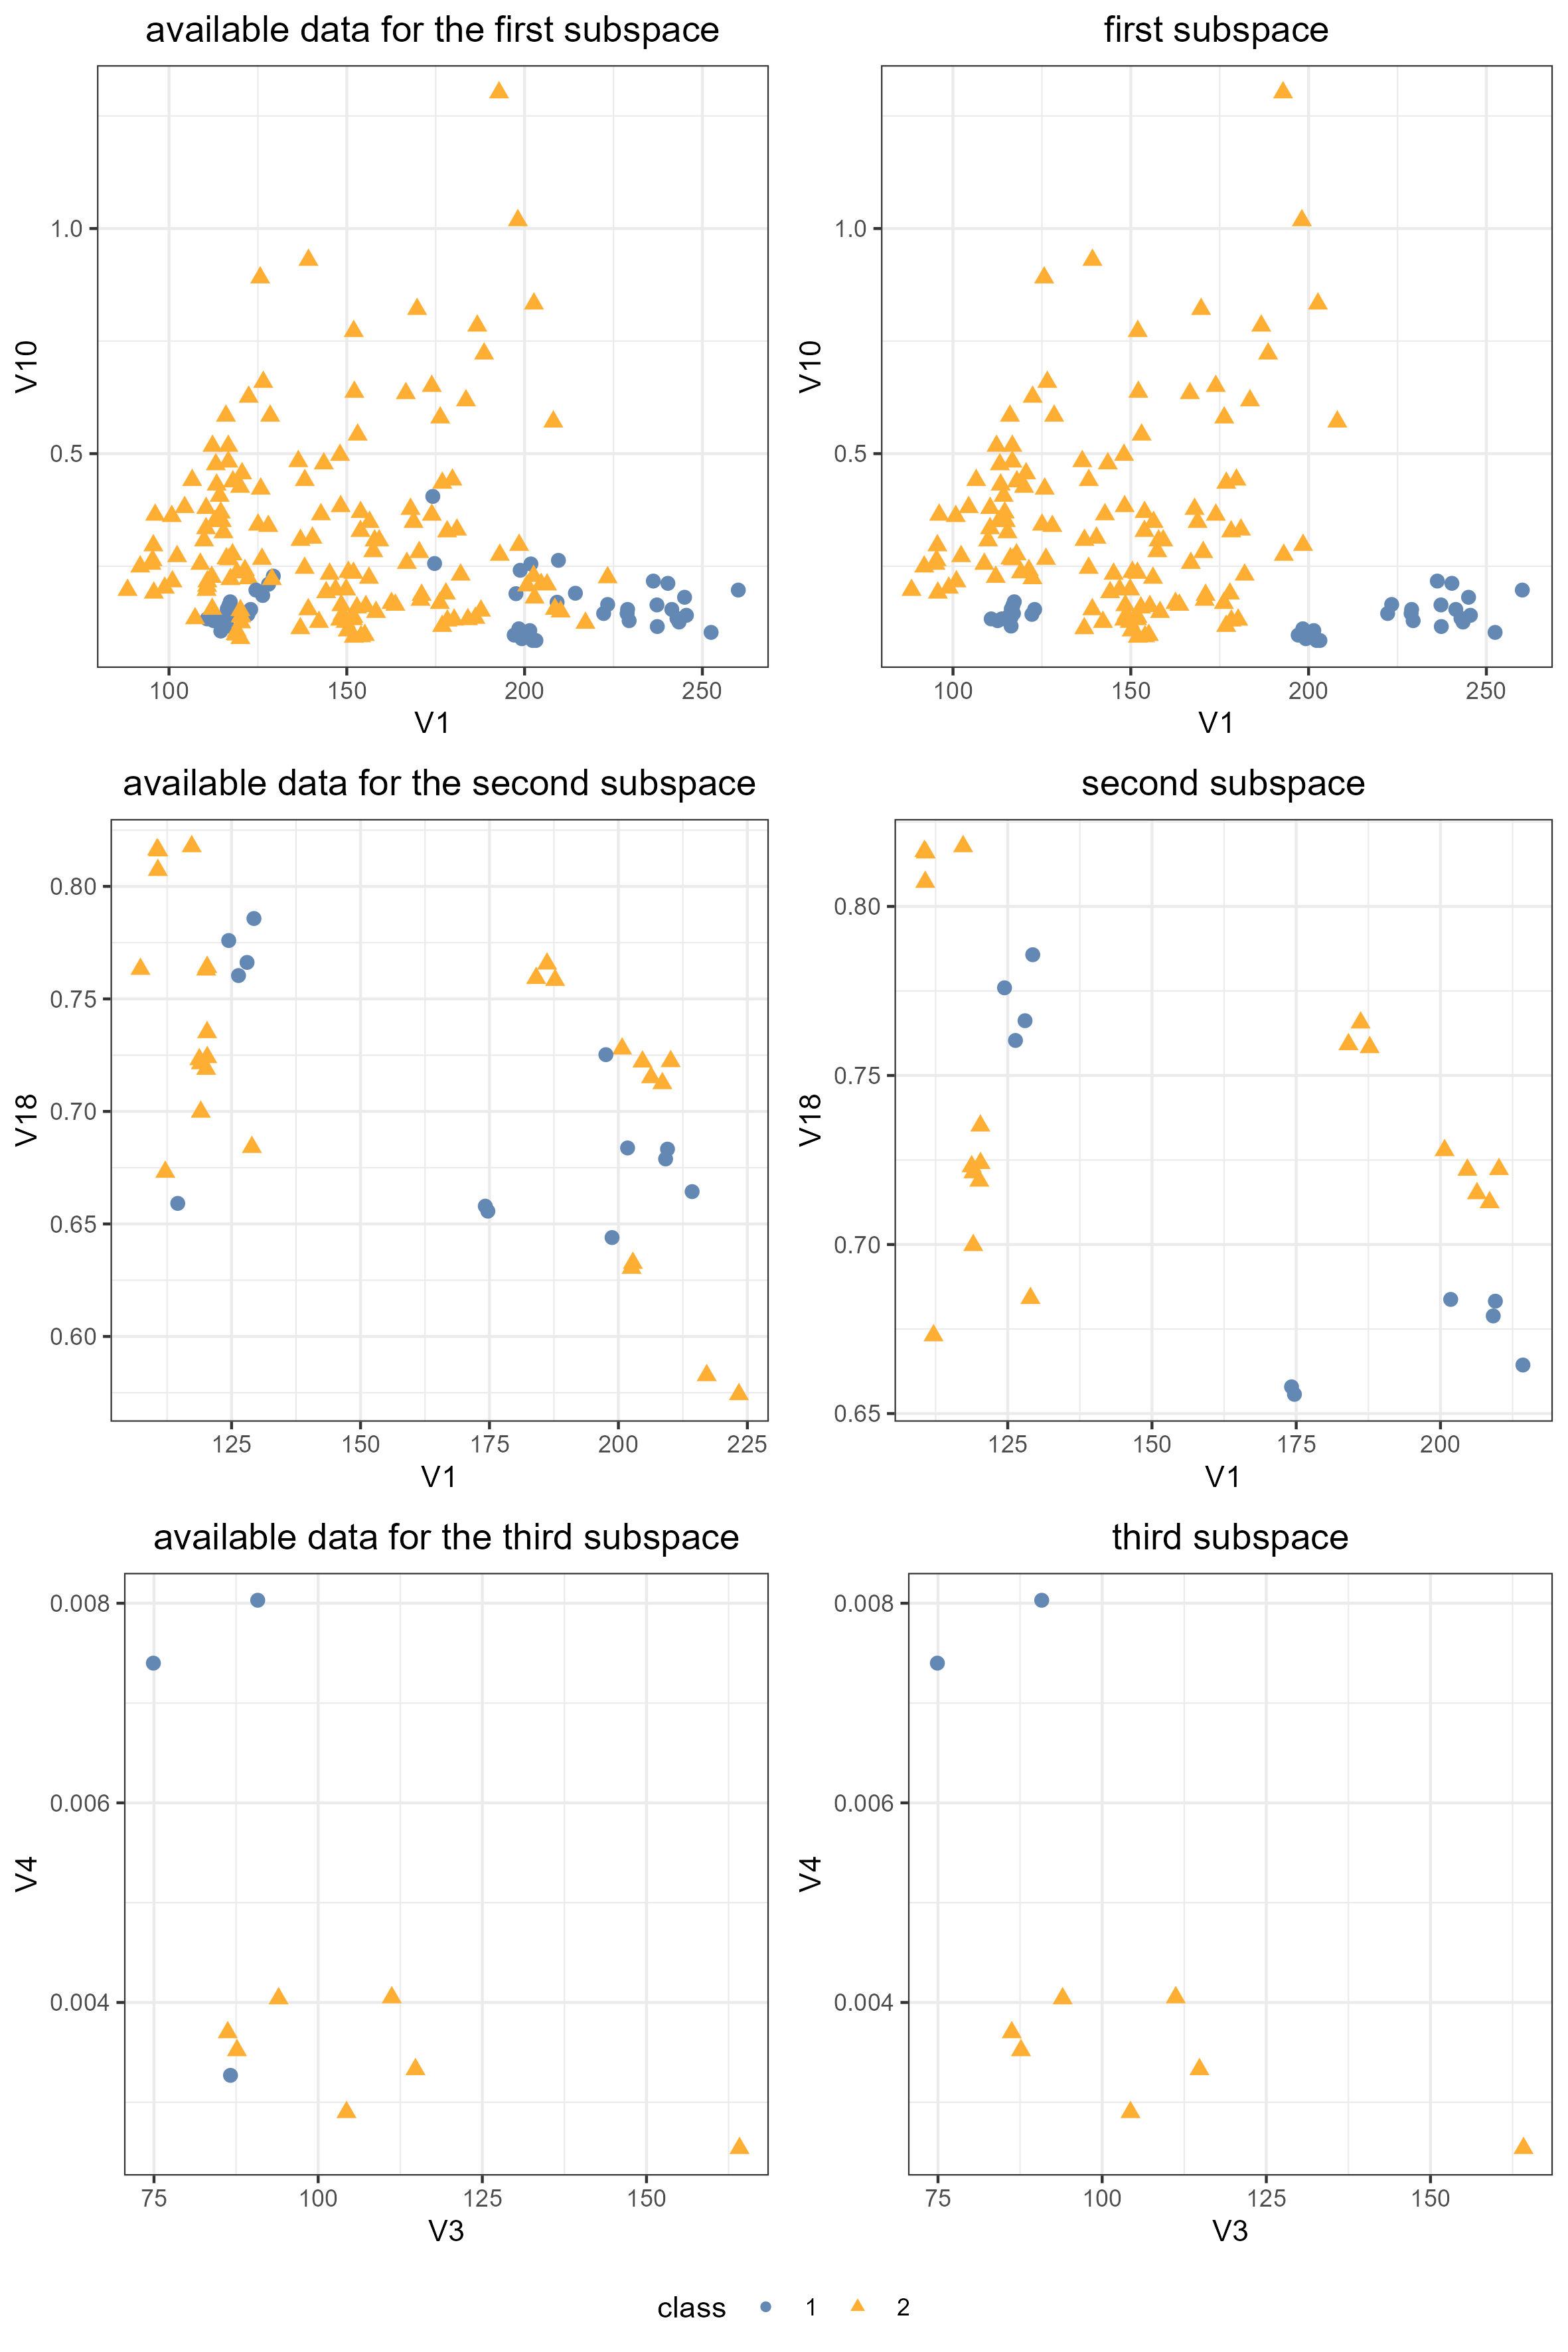 available data for the first subspace
first subspace
V10
1.0
0.5
100 150 200 250
V1
V10
1.0
0.5
100 150 200 250
V1
available data for the second subspace
second subspace
V18
0.80
0.75
0.70
0.65
0.60
125 150 175 200 225
V1
V18
0.80
0.75
0.70
0.65
125 150 175 200
V1
available data for the third subspace
third subspace
V4
0.008
0.006
0.004
75 100 125 150
V3
V4
0.008
0.006
0.004
75 100 125 150
V3
class 1 2